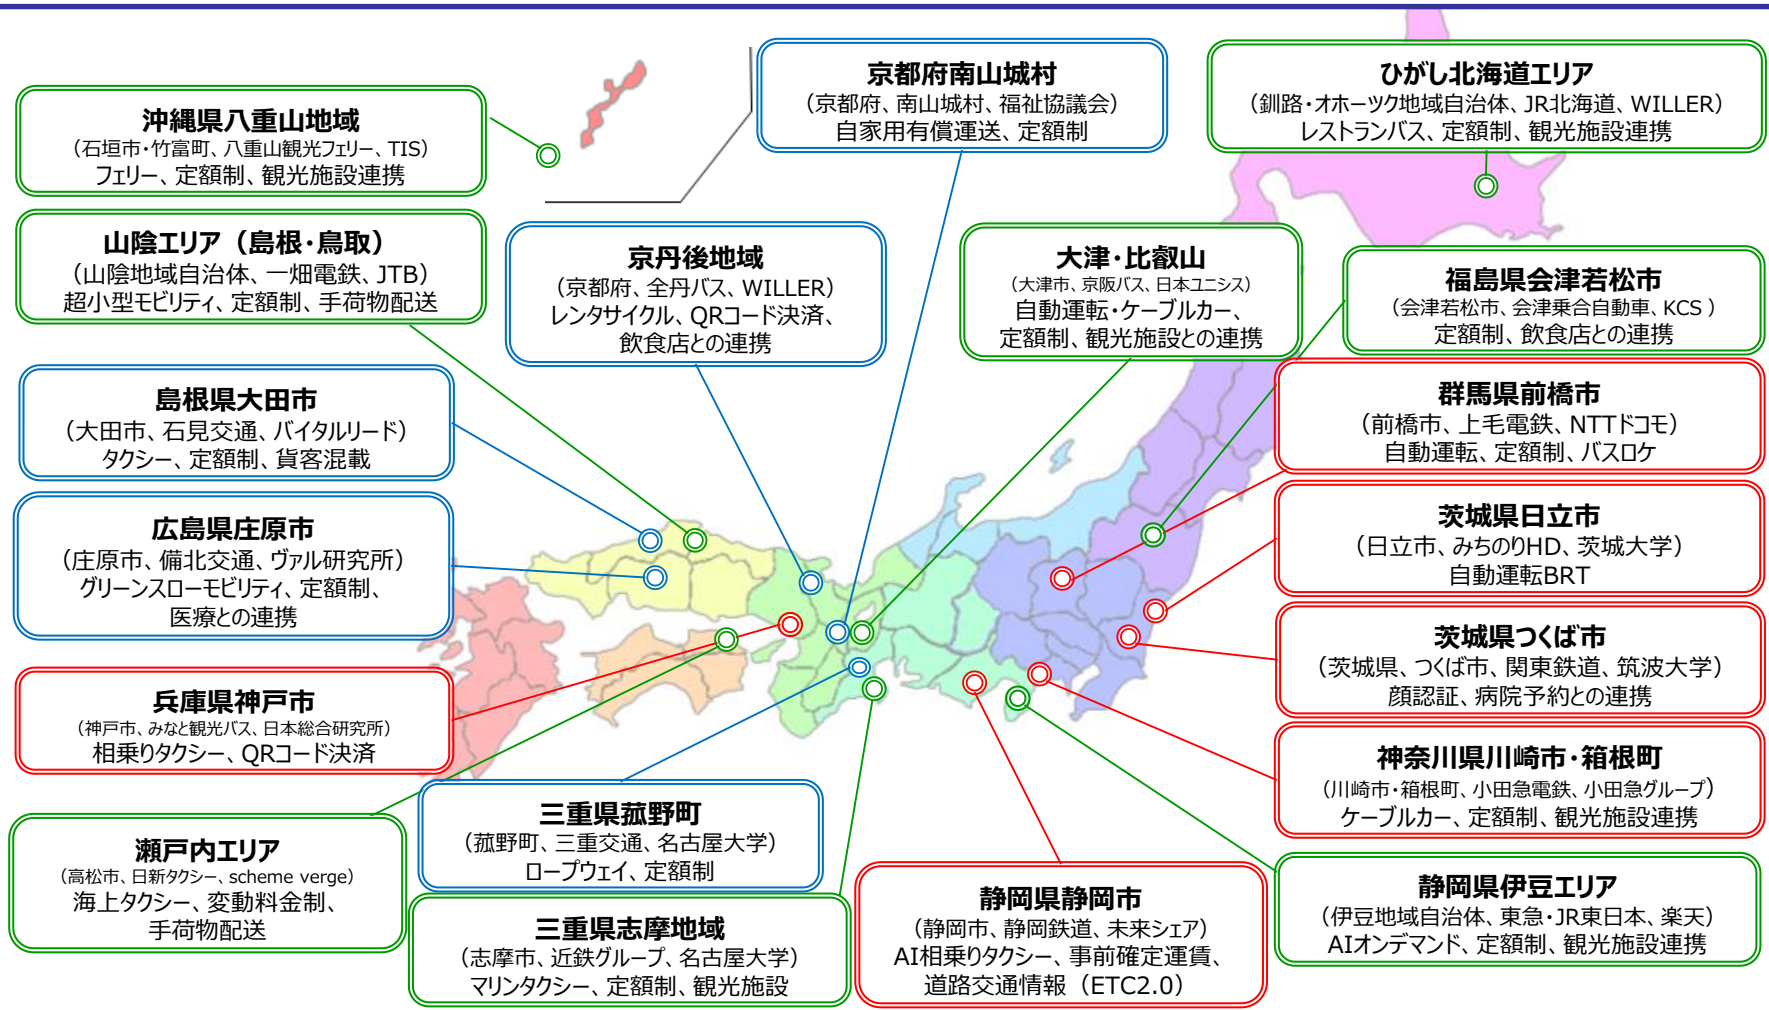 沖縄県八重山地域
（石垣市・竹富町、八重山観光フェリー、TIS）
フェリー、定額制、観光施設連携
山陰エリア（島根・鳥取）
（山陰地域自治体、一畑電鉄、JTB）
超小型モビリティ、定額制、手荷物配送
島根県大田市
（大田市、石見交通、バイタルリード）
タクシー、定額制、貨客混載
広島県庄原市
（庄原市、備北交通、ヴァル研究所）
グリーンスローモビリティ、定額制、
医療との連携
兵庫県神戸市
（神戸市、みなと観光バス、日本総合研究所）
相乗りタクシー、QRコード決済
瀬戸内エリア
（高松市、日新タクシー、scheme verge）
海上タクシー、変動料金制、
手荷物配送
京都府南山城村
（京都府、南山城村、福祉協議会）
自家用有償運送、定額制
京丹後地域
（京都府、全丹バス、WILLER）
レンタサイクル、QRコード決済、
飲食店との連携
三重県菰野町
（菰野町、三重交通、名古屋大学）
ロープウェイ、定額制
三重県志摩地域
（志摩市、近鉄グループ、名古屋大学）
マリンタクシー、定額制、観光施設
大津・比叡山
（大津市、京阪バス、日本ユニシス）
自動運転・ケーブルカー、
定額制、観光施設との連携
静岡県静岡市
（静岡市、静岡鉄道、未来シェア）
AI相乗りタクシー、事前確定運賃、
道路交通情報（ETC2.0）
ひがし北海道エリア
（釧路・オホーツク地域自治体、JR北海道、WILLER）
レストランバス、定額制、観光施設連携
福島県会津若松市
（会津若松市、会津乗合自動車、KCS ）
定額制、飲食店との連携
群馬県前橋市
（前橋市、上毛電鉄、NTTドコモ）
自動運転、定額制、バスロケ
茨城県日立市
（日立市、みちのりHD、茨城大学）
自動運転BRT
茨城県つくば市
（茨城県、つくば市、関東鉄道、筑波大学）
顔認証、病院予約との連携
神奈川県川崎市・箱根町
（川崎市・箱根町、小田急電鉄、小田急グループ）
ケーブルカー、定額制、観光施設連携
静岡県伊豆エリア
（伊豆地域自治体、東急・JR東日本、楽天）
AIオンデマンド、定額制、観光施設連携